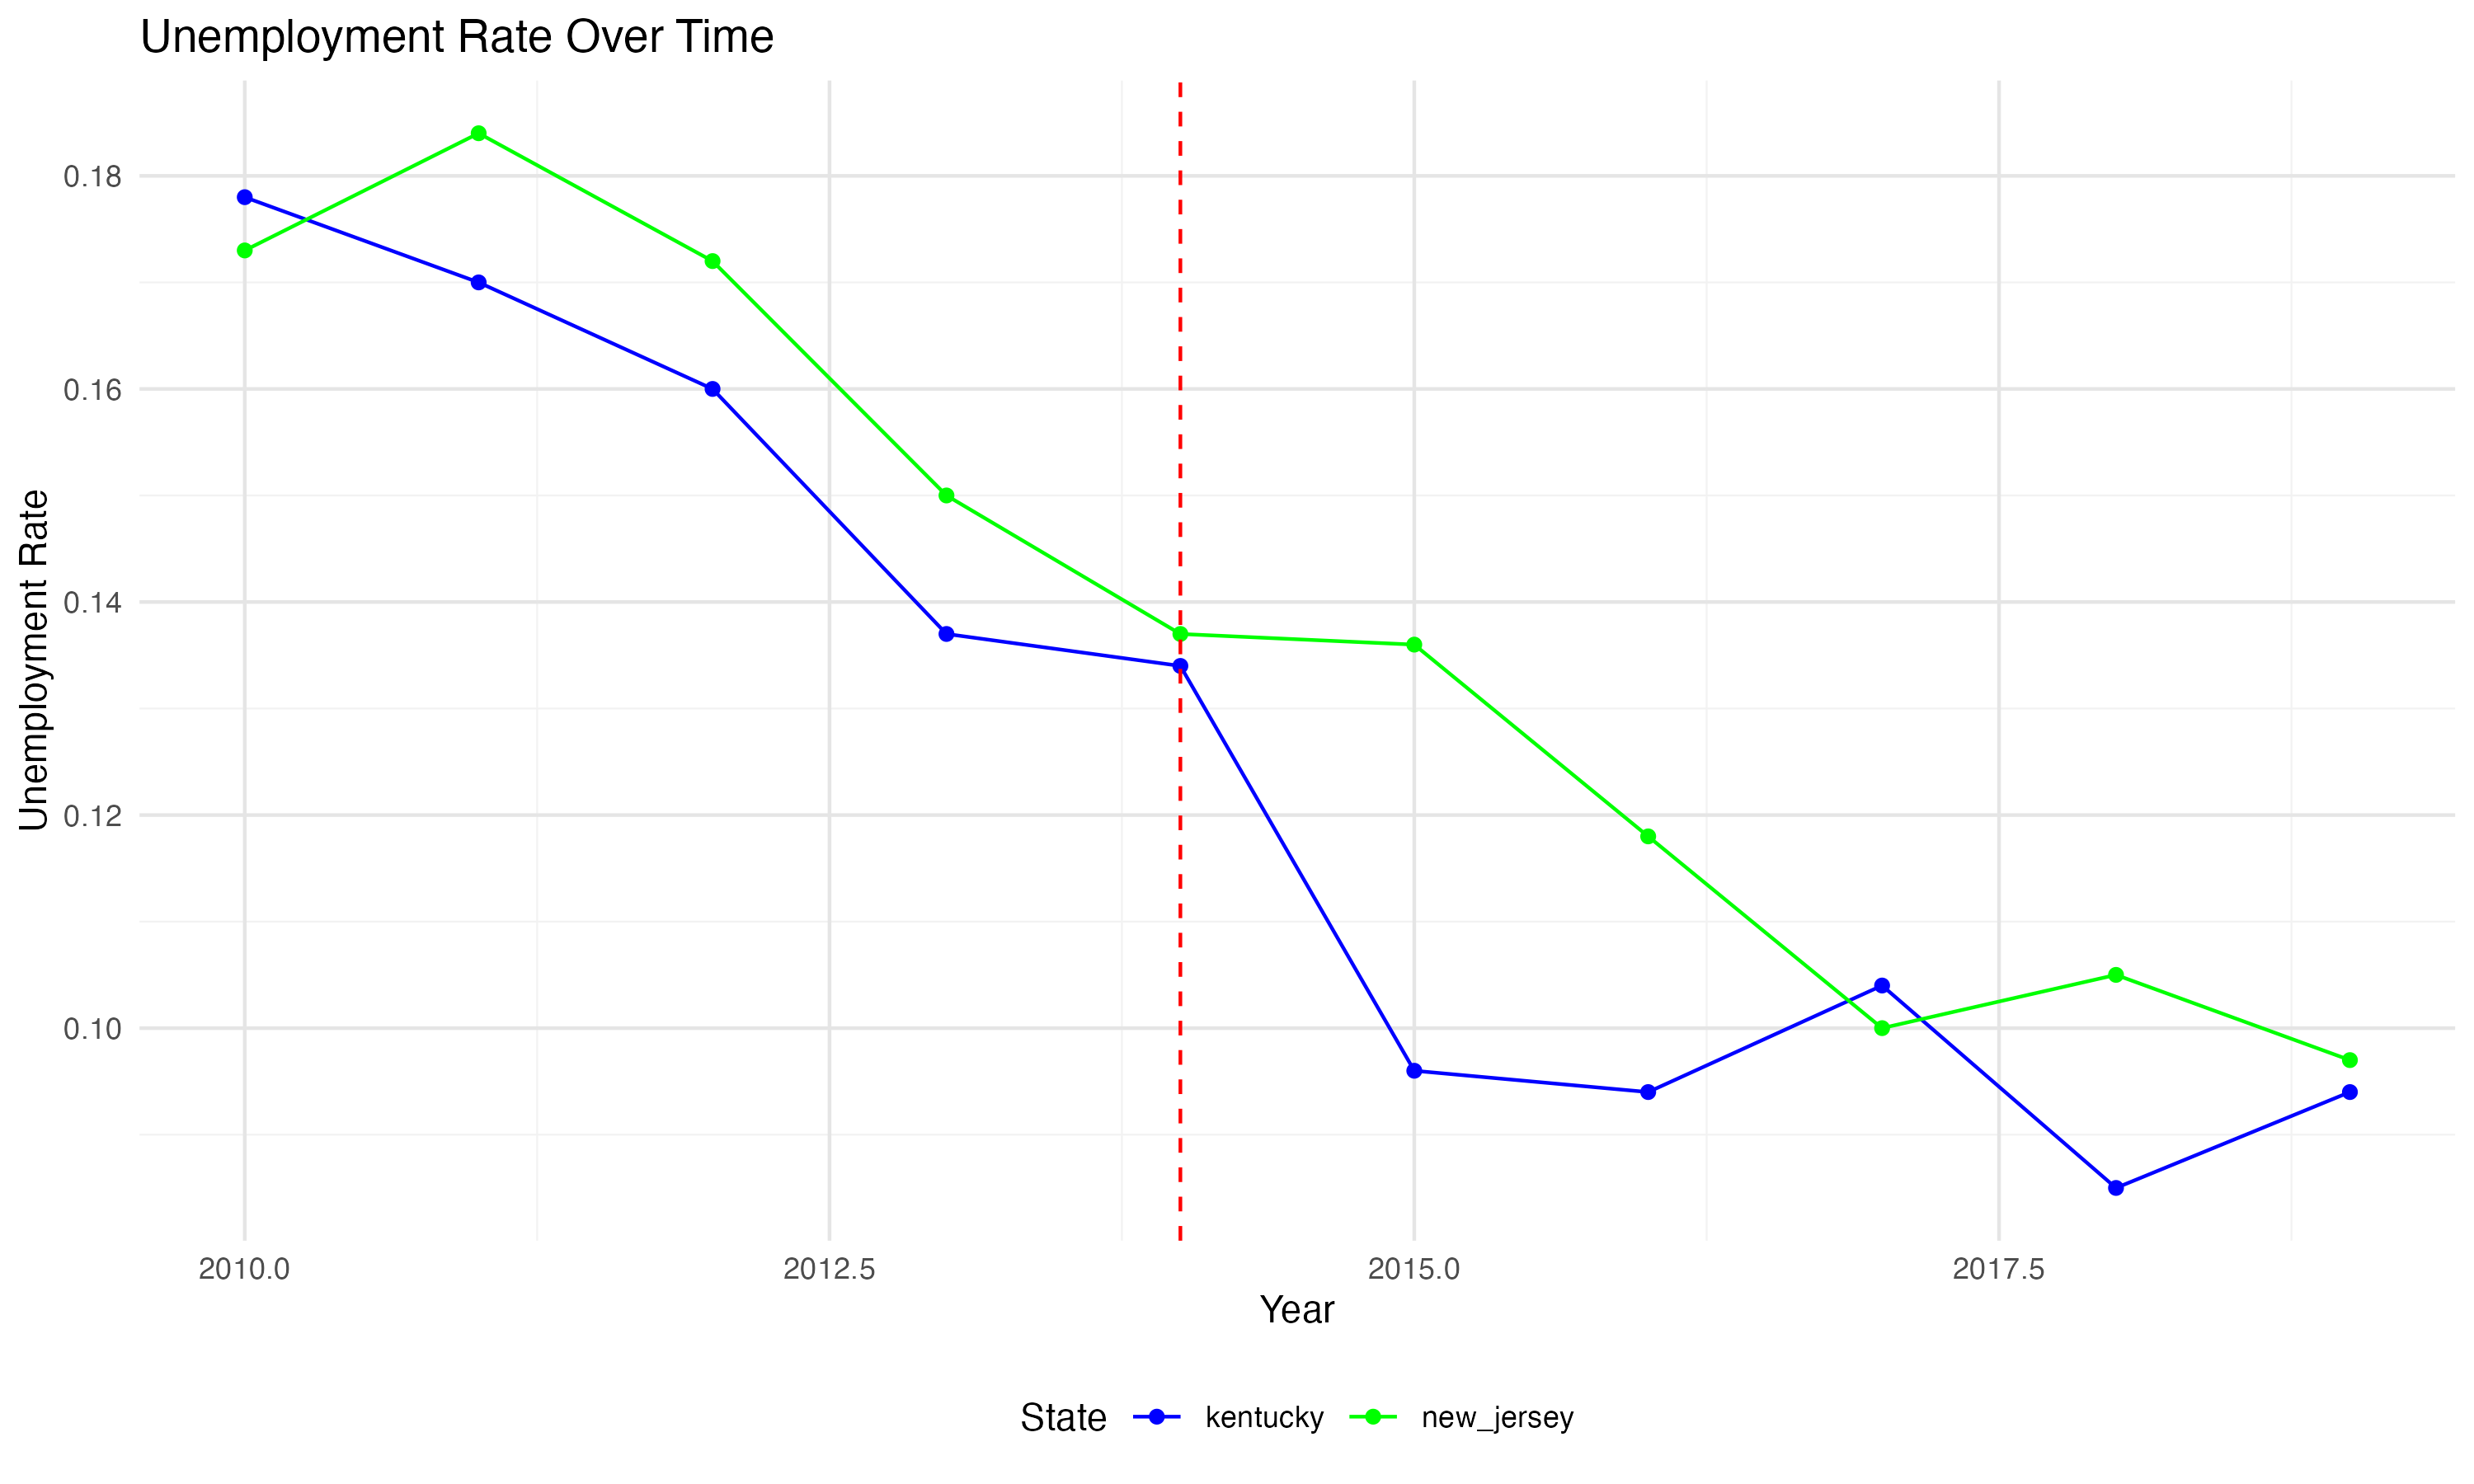 Unemployment Rate Over Time
Unemployment Rate
0.18
0.16
0.14
0.12
0.10
2010.0 2012.5 2015.0 2017.5
Year
State kentucky new_jersey